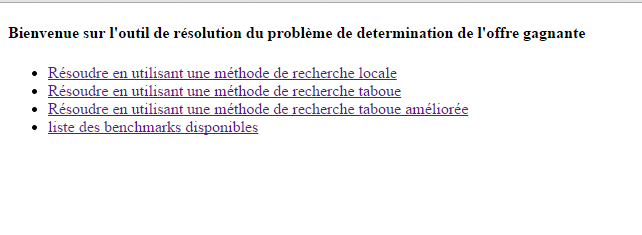 Bienvenue sur l'outil de résolution du problème de determination de l'offre gagnante
Résoudre en utilisant une méthode de recherche locale
Résoudre en utilisant une méthode de recherche taboue
Résoudre en utilisant une méthode de recherche taboue améliorée
liste des benchmarks disponibles